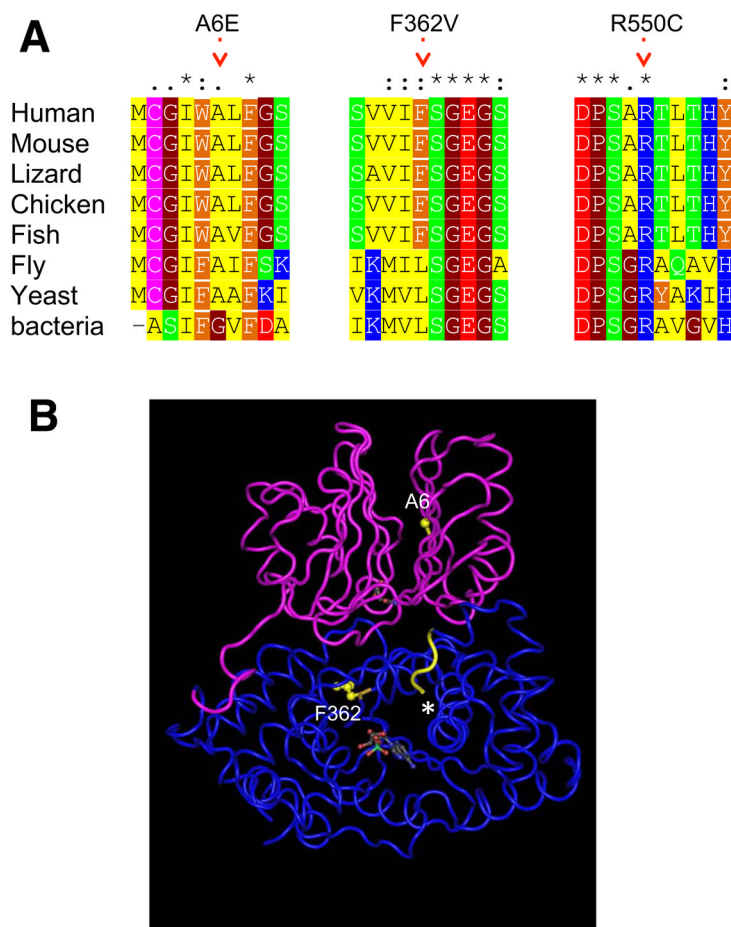 A
A6E F362V R550C
..*:. * :::****: ***.* :
Human MCGIWALFGS SVVIFSGEGS DPSARTLTHY
Mouse MCGIWALFGS SVVIFSGEGS DPSARTLTHY
Lizard MCGIWALFGS SAVIFSGEGS DPSARTLTHY
Chicken MCGIWALFGS SVVIFSGEGS DPSARTLTHY
Fish MCGIWAVFGS SVVIFSGEGS DPSARTLTHY
Fly MCGIFAIFSK IKMILSGEGA DPSGRAQAVH
Yeast MCGIFAAFKI VKMVLSGEGS DPSGRYAKIH
bacteria -ASIFGVFDA IKMVLSGEGS DPSGRAVGVH
B
A6
F362
*